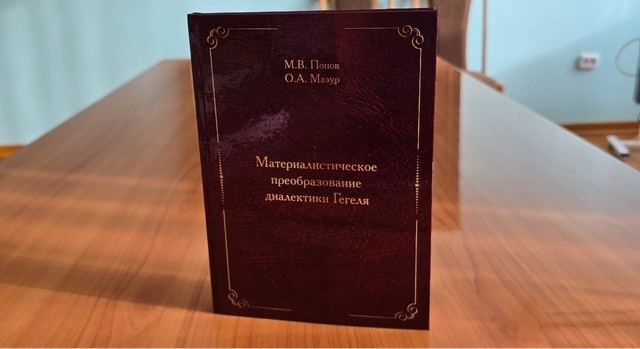 М.В. Попов
О.А. Мазур
Материалистическое
преобразование
диалектики Гегеля